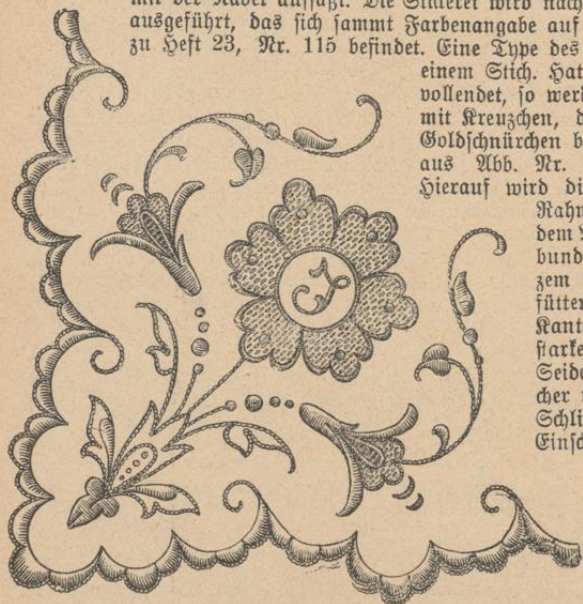 mit der Nadel auffaßt. Die Stickerei wird nach
ausgeführt, das sich sammt Farbenangabe auf
zu Heft 23, Nr. 115 befindet. Eine Type des
einem Stich. Hat
vollendet, so wer
mit Kreuzchen, d
Goldschnürchen b
aus Abb. Nr.
Hierauf wird di
Rahm
dem
bund
zem
fütter
Kant
starke
Seide
cher
Schli
Einsch